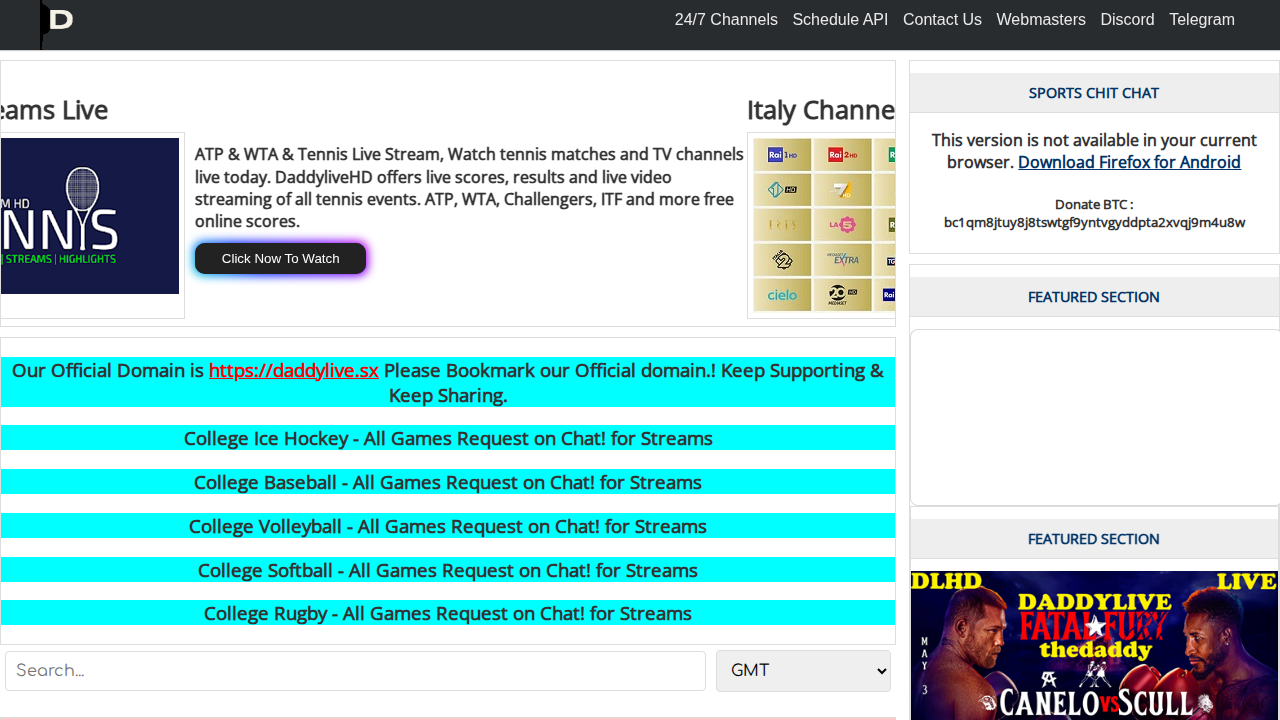 D
24/7 Channels Schedule API Contact Us Webmasters Discord Telegram
eams Live
M HD
NNIS
| STREAMS | HIGHLIGHTS
ATP & WTA & Tennis Live Stream, Watch tennis matches and TV channels
live today. DaddyliveHD offers live scores, results and live video
streaming of all tennis events. ATP, WTA, Challengers, ITF and more free
online scores.
Click Now To Watch
Italy Channe
Rai 1HD Rai 2HD
IRIS LA5
EXTRA TG
cielo 20 HD MEDIASET Rai
Our Official Domain is https://daddylive.sx Please Bookmark our Official domain.! Keep Supporting &
Keep Sharing.
College Ice Hockey - All Games Request on Chat! for Streams
College Baseball - All Games Request on Chat! for Streams
College Volleyball - All Games Request on Chat! for Streams
College Softball - All Games Request on Chat! for Streams
College Rugby - All Games Request on Chat! for Streams
Search...
GMT
SPORTS CHIT CHAT
This version is not available in your current
browser. Download Firefox for Android
Donate BTC :
bc1qm8jtuy8j8tswtgf9yntvgyddpta2xvqj9m4u8w
FEATURED SECTION
FEATURED SECTION
DLHD LIVE
DADDYLIVE
FATAL FURY
thedaddy
MAY 3
CANELO VS SCULL